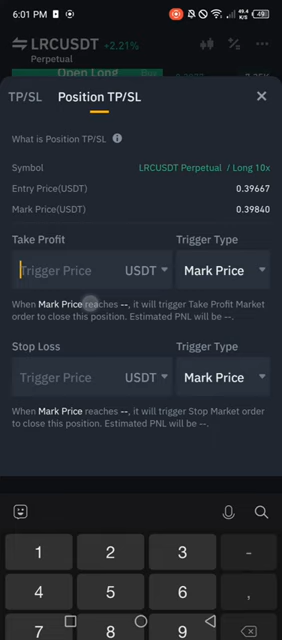 6:01 PM
49.4
K/S
49
LRCUSDT +2,21%
Perpetual
Open Long
TP/SL
Position TP/SL
What is Position TP/SL
Symbol LRCUSDT Perpetual / Long 10x
Entry Price(USDT) 0.39667
Mark Price(USDT) 0.39840
Take Profit Trigger Type
Trigger Price USDT Mark Price
When Mark Price reaches --, it will trigger Take Profit Market
order to close this position. Estimated PNL will be --.
Stop Loss Trigger Type
Trigger Price USDT Mark Price
When Mark Price reaches --, it will trigger Stop Market order
to close this position. Estimated PNL will be --.
1 2 3 -
4 5 6 ,
7 8 9